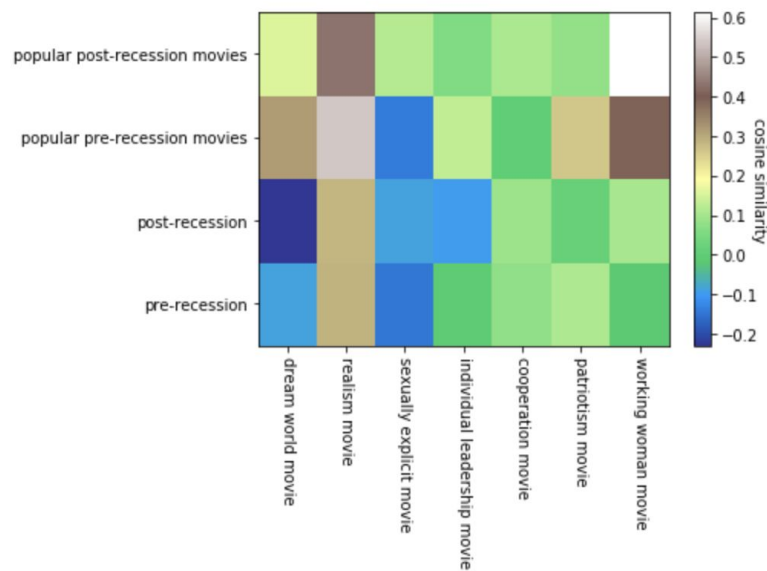 popular post-recession movies
popular pre-recession movies
post-recession
pre-recession
dream world movie
realism movie
sexually explicit movie
individual leadership movie
cooperation movie
patriotism movie
working woman movie
0.6
0.5
0.4
0.3
0.2
0.1
0.0
−0.1
−0.2
cosine similarity